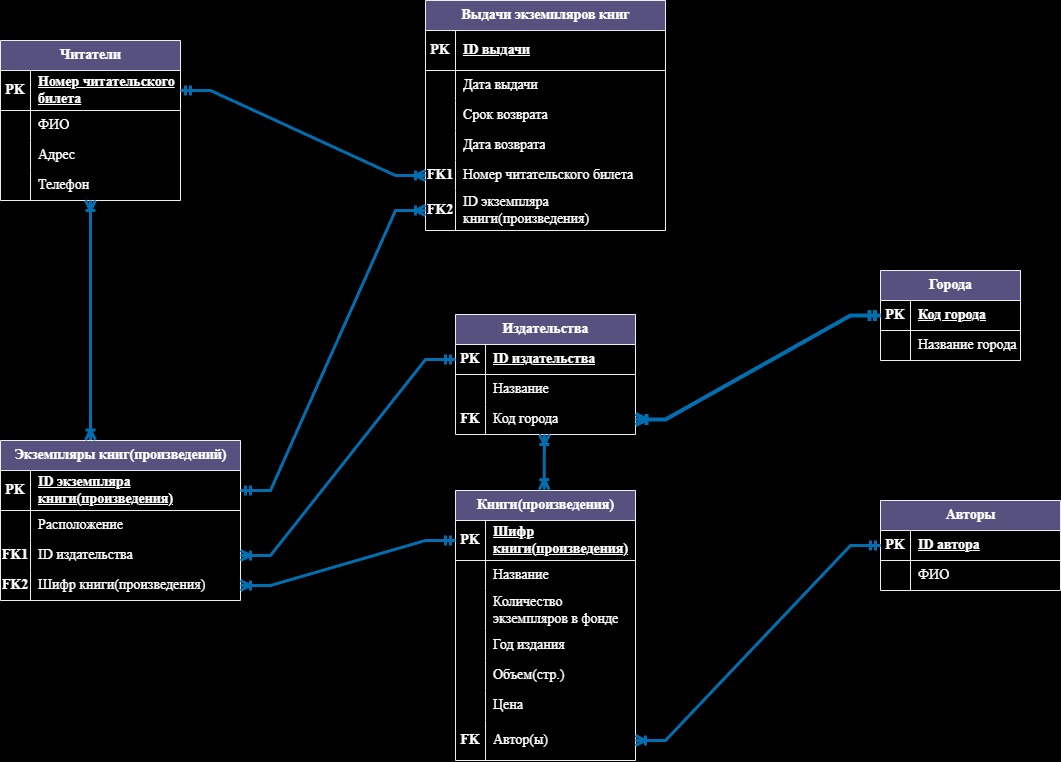 Выдачи экземпляров книг
PK ID выдачи
Дата выдачи
Срок возврата
Дата возврата
FK1 Номер читательского билета
FK2 ID экземпляра
книги(произведения)
Читатели
PK Номер читательского
билета
ФИО
Адрес
Телефон
Города
PK Код города
Название города
Издательства
PK ID издательства
Название
FK Код города
Экземпляры книг(произведений)
PK ID экземпляра
книги(произведения)
Расположение
FK1 ID издательства
FK2 Шифр книги(произведения)
Книги(произведения)
PK Шифр
книги(произведения)
Название
Количество
экземпляров в фонде
Год издания
Объем(стр.)
Цена
FK Автор(ы)
Авторы
PK ID автора
ФИО